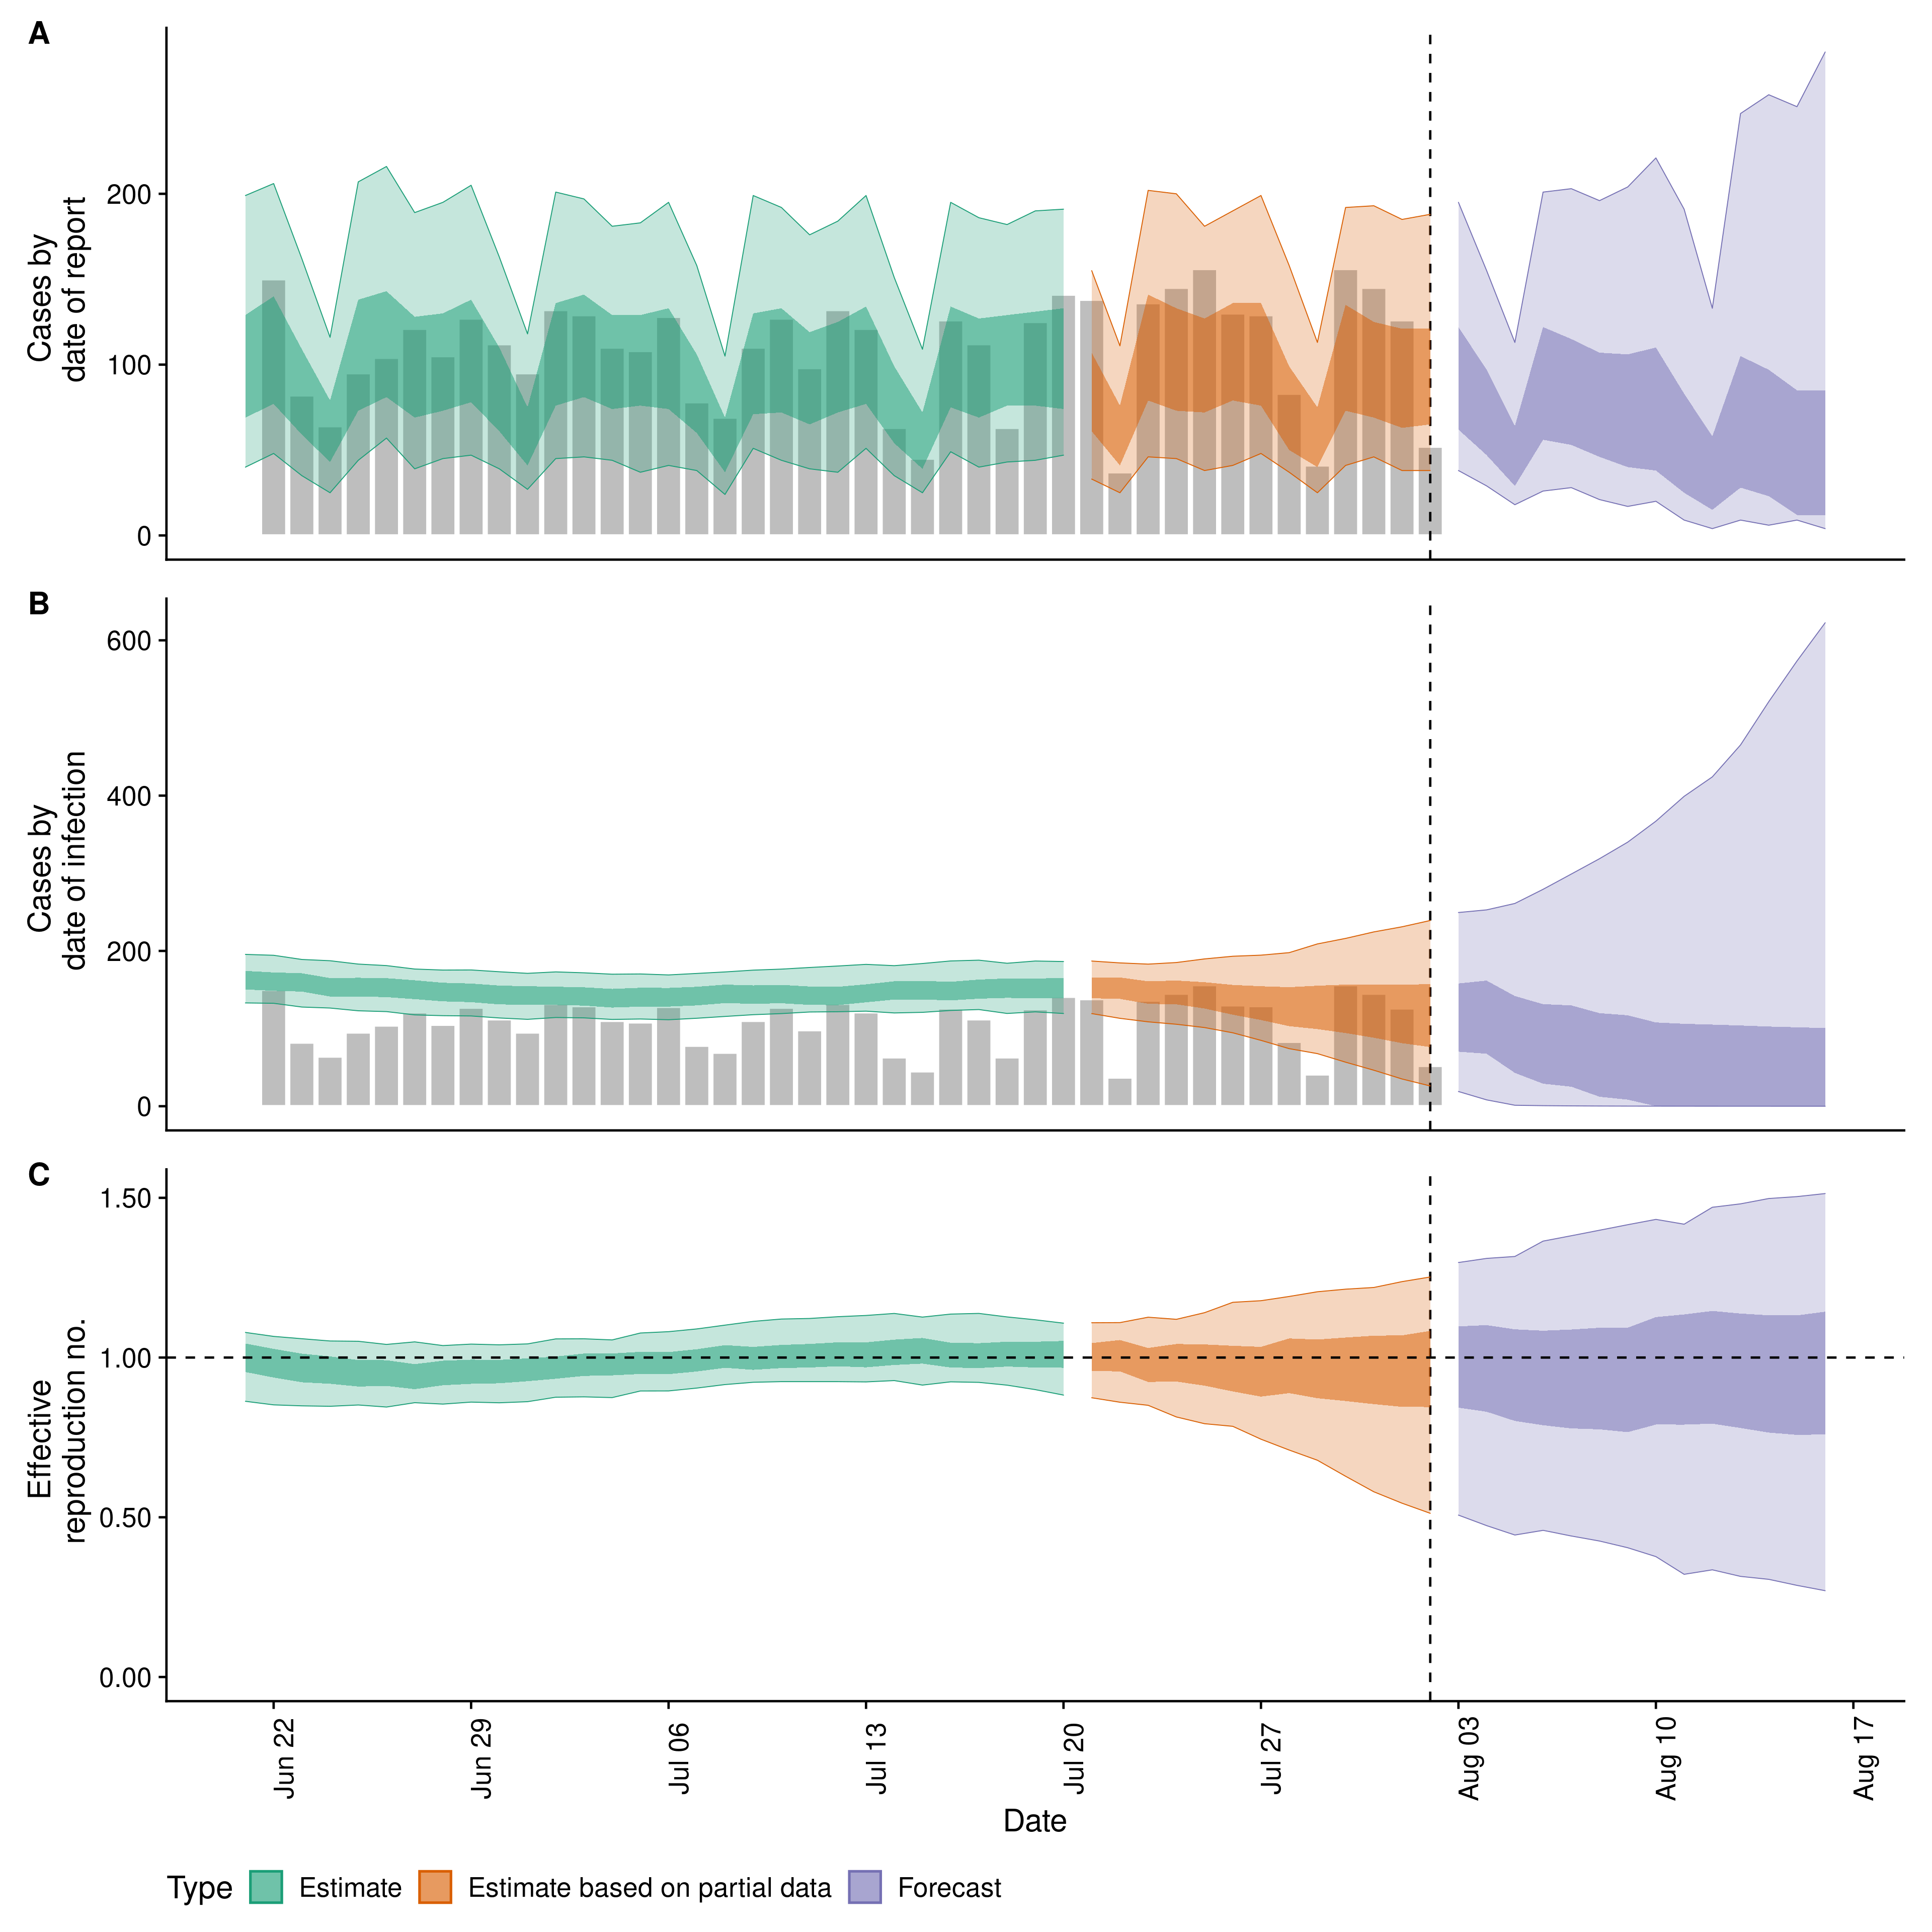 A
Cases by
date of report
200
100
0
B
Cases by
date of infection
600
400
200
0
C
Effective
reproduction no.
1.50
1.00
0.50
0.00
Jun 22
Jun 29
Jul 06
Jul 13
Jul 20
Jul 27
Aug 03
Aug 10
Aug 17
Date
Type
Estimate
Estimate based on partial data
Forecast